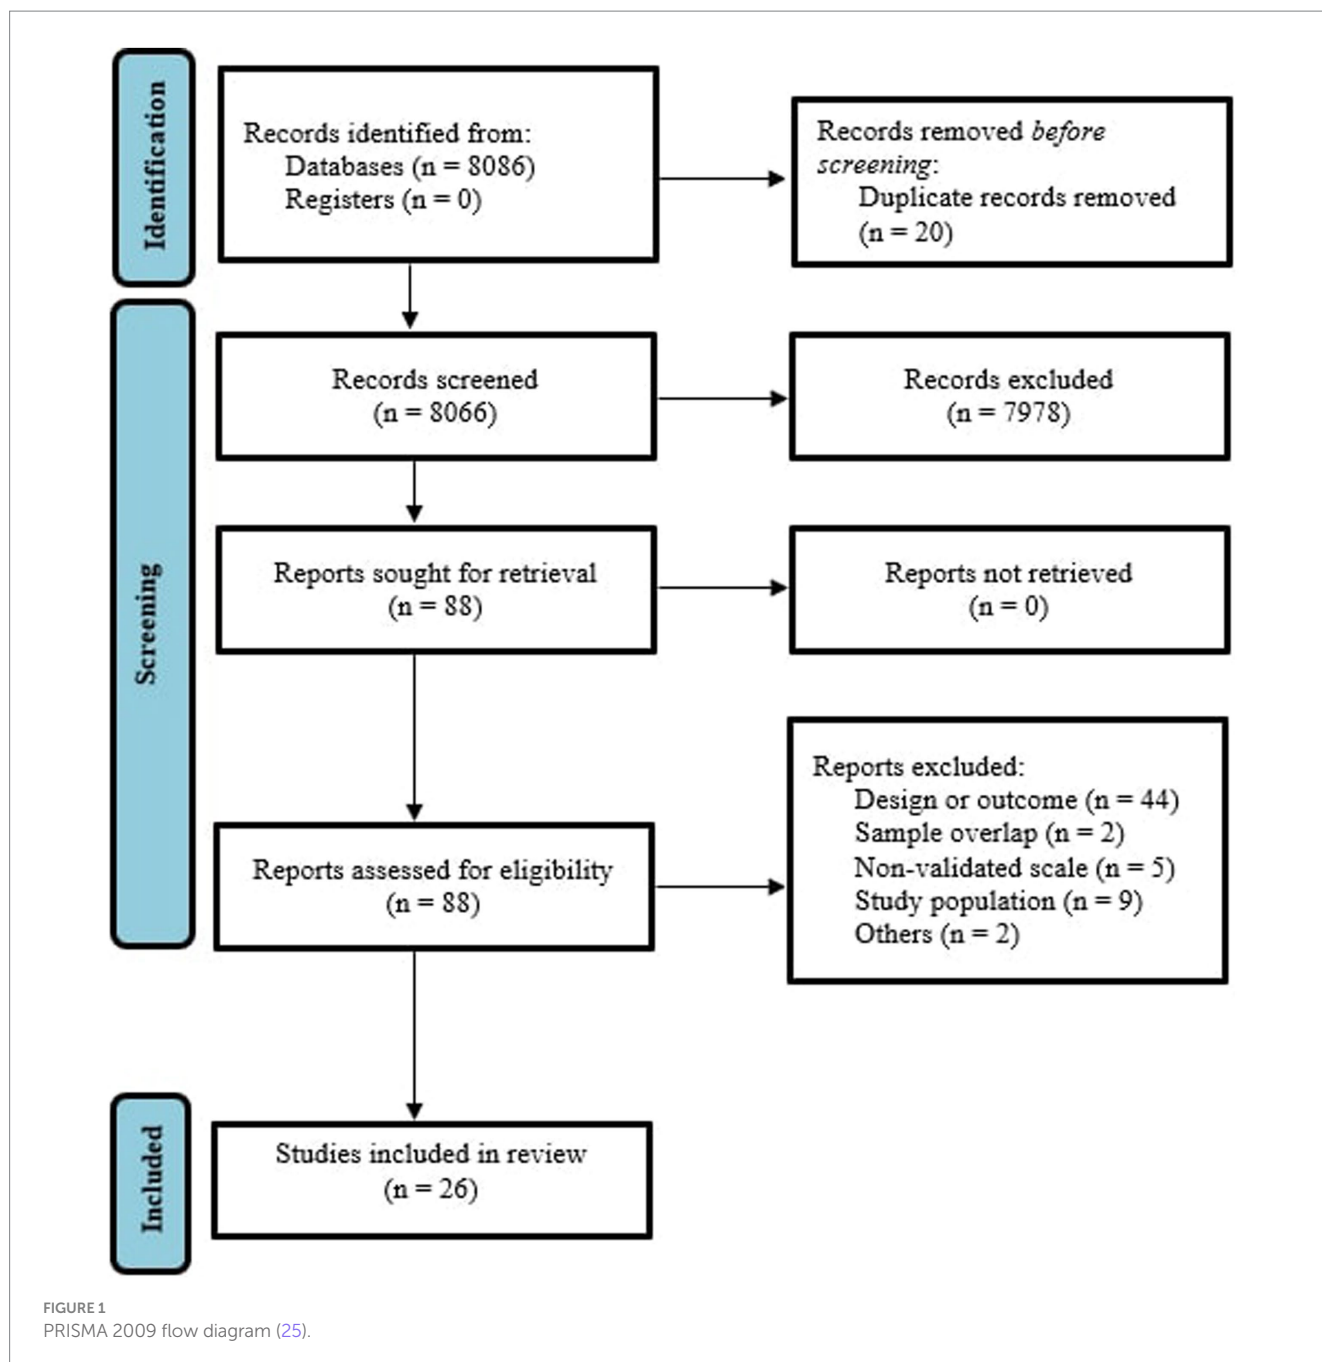 Identification
Records identified from:
Databases (n = 8086)
Registers (n = 0)
Records removed before
screening:
Duplicate records removed
(n = 20)
Screening
Records screened
(n = 8066)
Records excluded
(n = 7978)
Reports sought for retrieval
(n = 88)
Reports not retrieved
(n = 0)
Reports assessed for eligibility
(n = 88)
Reports excluded:
Design or outcome (n = 44)
Sample overlap (n = 2)
Non-validated scale (n = 5)
Study population (n = 9)
Others (n = 2)
Included
Studies included in review
(n = 26)
FIGURE 1
PRISMA 2009 flow diagram (25).